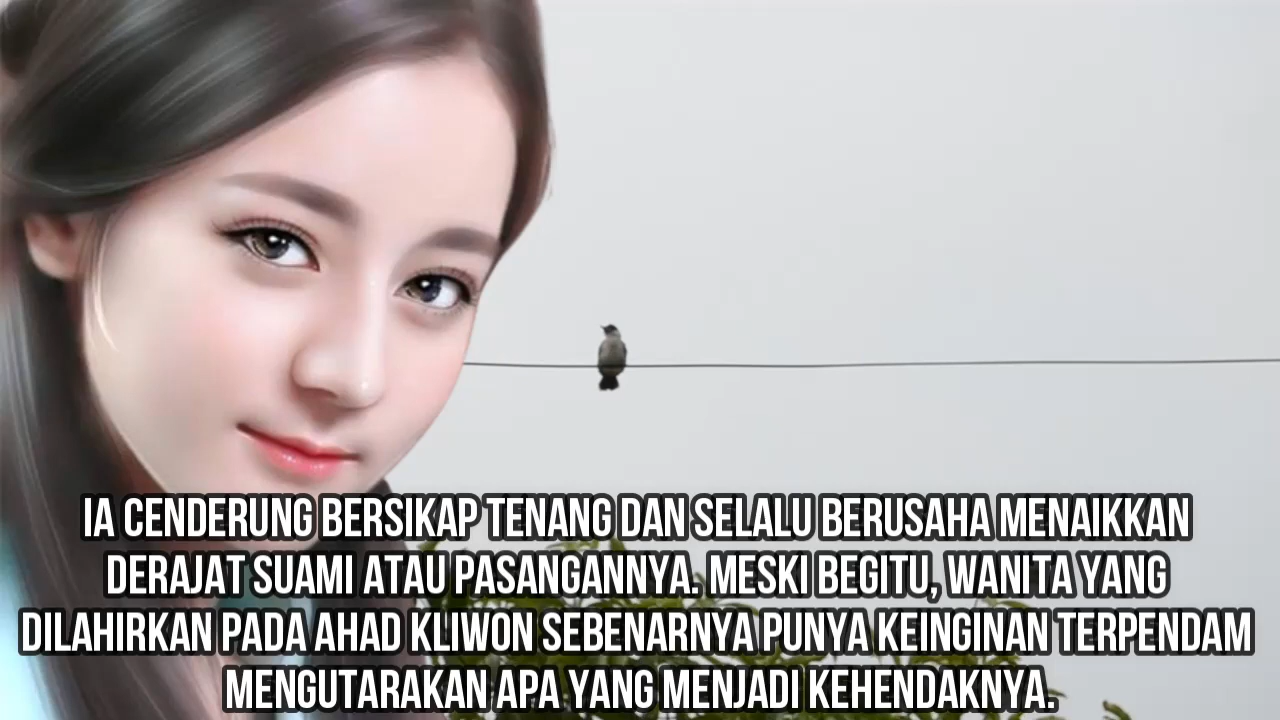 IA CENDERUNG BERSIKAP TENANG DAN SELALU BERUSAHA MENAIKKAN
DERAJAT SUAMI ATAU PASANGANNYA. MESKI BEGITU, WANITA YANG
DILAHIRKAN PADA AHAD KLIWON SEBENARNYA PUNYA KEINGINAN TERPENDAM
MENGUTARAKAN APA YANG MENJADI KEHENDAKNYA.